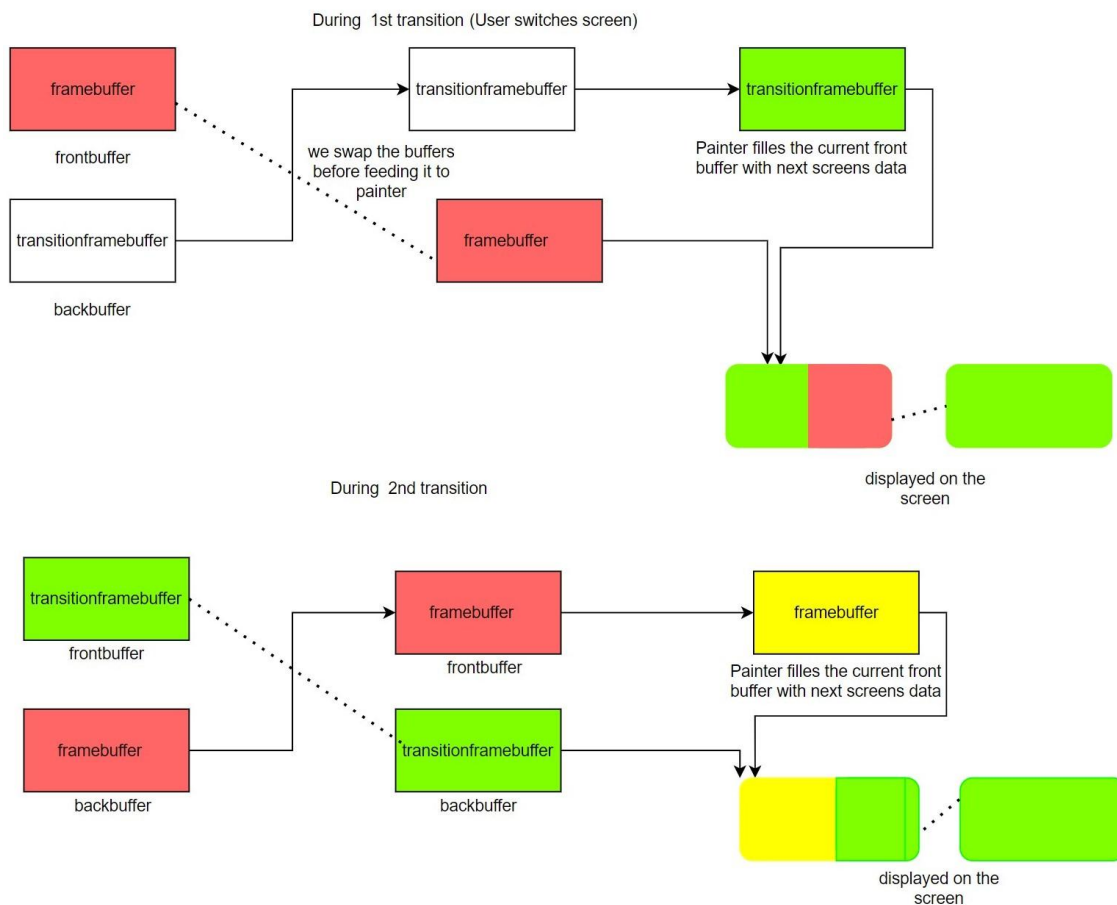 During 1st transition (User switches screen)
framebuffer
frontbuffer
transitionframebuffer
backbuffer
we swap the buffers
before feeding it to
painter
transitionframebuffer
framebuffer
transitionframebuffer
Painter filles the current front
buffer with next screens data
displayed on the
screen
During 2nd transition
transitionframebuffer
frontbuffer
framebuffer
backbuffer
framebuffer
frontbuffer
transitionframebuffer
backbuffer
framebuffer
Painter filles the current front
buffer with next screens data
displayed on the
screen